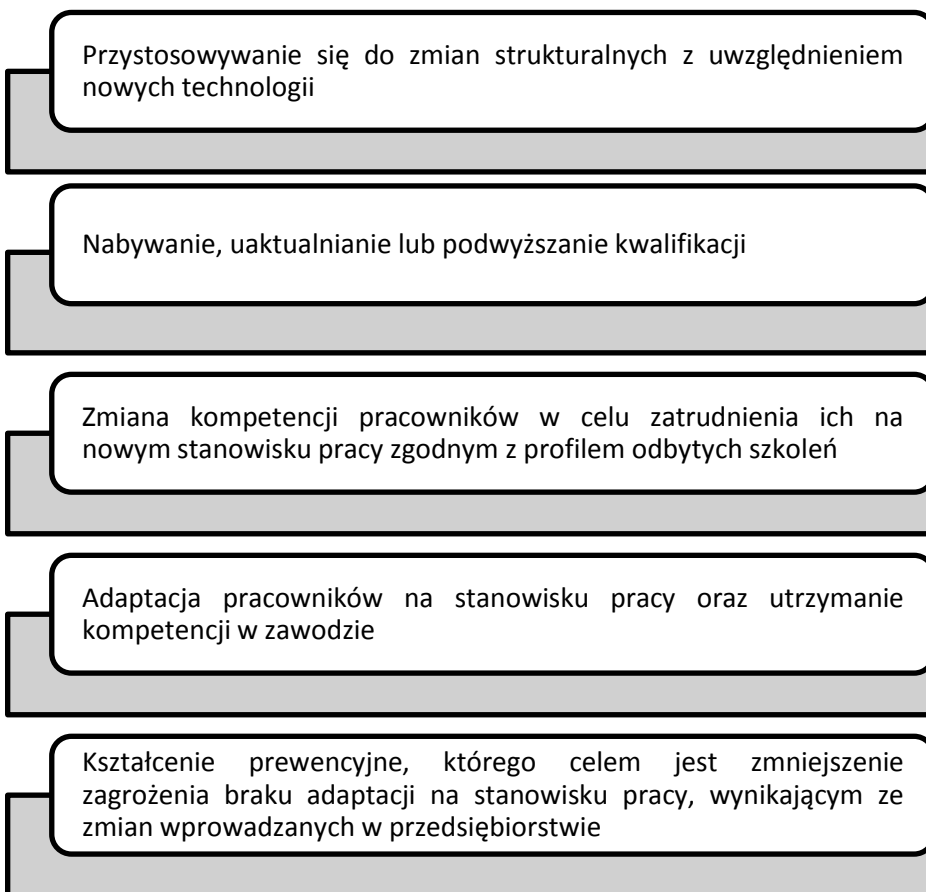 Przystosowywanie się do zmian strukturalnych z uwzględnieniem
nowych technologii
Nabywanie, uaktualnianie lub podwyższanie kwalifikacji
Zmiana kompetencji pracowników w celu zatrudnienia ich na
nowym stanowisku pracy zgodnym z profilem odbytych szkoleń
Adaptacja pracowników na stanowisku pracy oraz utrzymanie
kompetencji w zawodzie
Kształcenie prewencyjne, którego celem jest zmniejszenie
zagrożenia braku adaptacji na stanowisku pracy, wynikającym ze
zmian wprowadzanych w przedsiębiorstwie